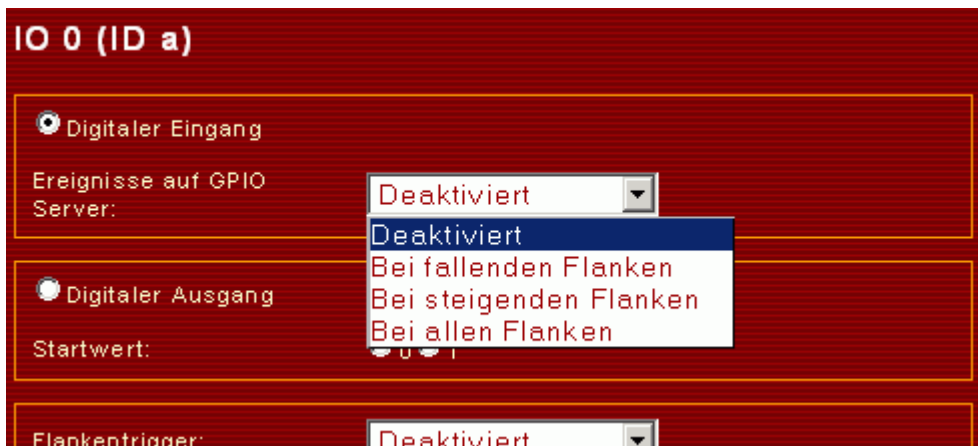 IO 0 (ID a)
Digitaler Eingang
Ereignisse auf GPIO
Server:
Deaktiviert
Deaktiviert
Bei fallenden Flanken
Bei steigenden Flanken
Bei allen Flanken
Digitaler Ausgang
Startwert:
Flankentrigger:
Deaktiviert